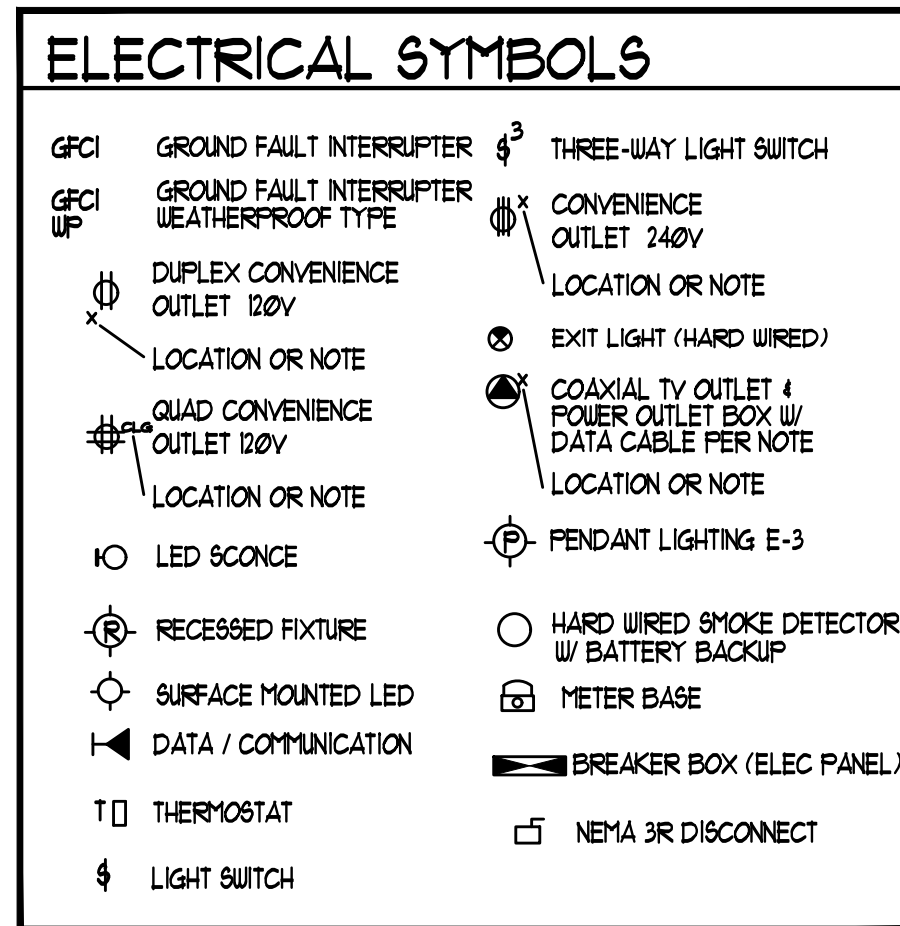 ELECTRICAL SYMBOLS
GFCI GROUND FAULT INTERRUPTER
GFCI GROUND FAULT INTERRUPTER
WP WEATHERPROOF TYPE
DUPLEX CONVENIENCE
OUTLET 120V
X
LOCATION OR NOTE
QUAD CONVENIENCE
CLG OUTLET 120V
LOCATION OR NOTE
LED SCONCE
R RECESSED FIXTURE
SURFACE MOUNTED LED
DATA / COMMUNICATION
T THERMOSTAT
$ LIGHT SWITCH
$3 THREE-WAY LIGHT SWITCH
X CONVENIENCE
OUTLET 240V
LOCATION OR NOTE
EXIT LIGHT (HARD WIRED)
X COAXIAL TV OUTLET &
POWER OUTLET BOX W/
DATA CABLE PER NOTE
LOCATION OR NOTE
P PENDANT LIGHTING E-3
HARD WIRED SMOKE DETECTOR
W/ BATTERY BACKUP
METER BASE
BREAKER BOX (ELEC PANEL)
NEMA 3R DISCONNECT